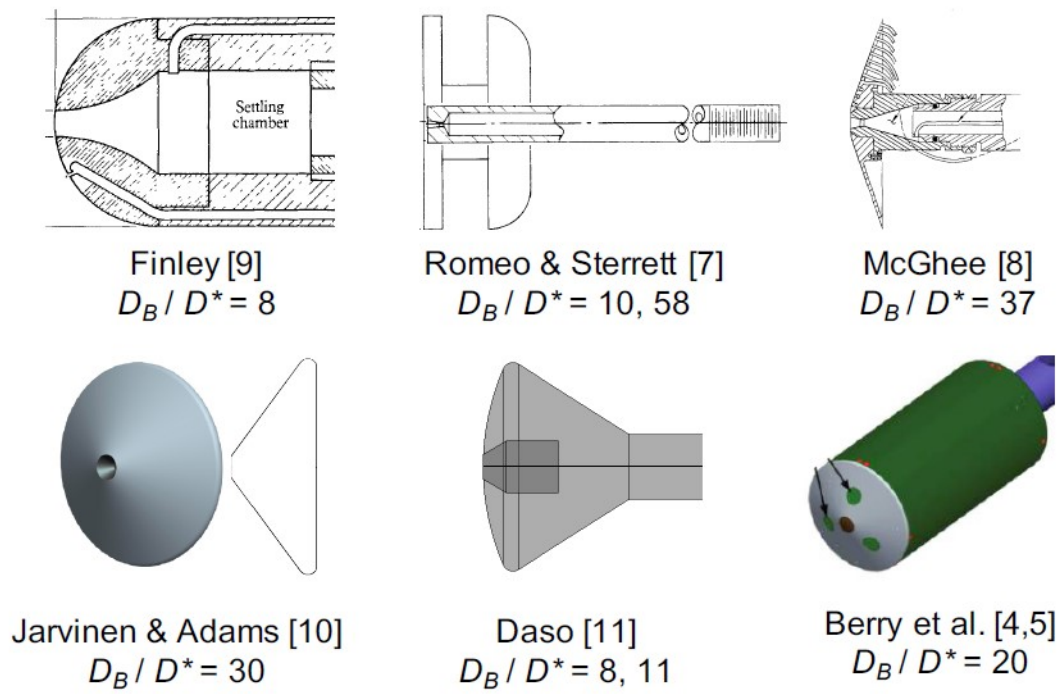 Settling
chamber
Finley [9]
D_B / D* = 8
Romeo & Sterrett [7]
D_B / D* = 10, 58
McGhee [8]
D_B / D* = 37
Jarvinen & Adams [10]
D_B / D* = 30
Daso [11]
D_B / D* = 8, 11
Berry et al. [4,5]
D_B / D* = 20